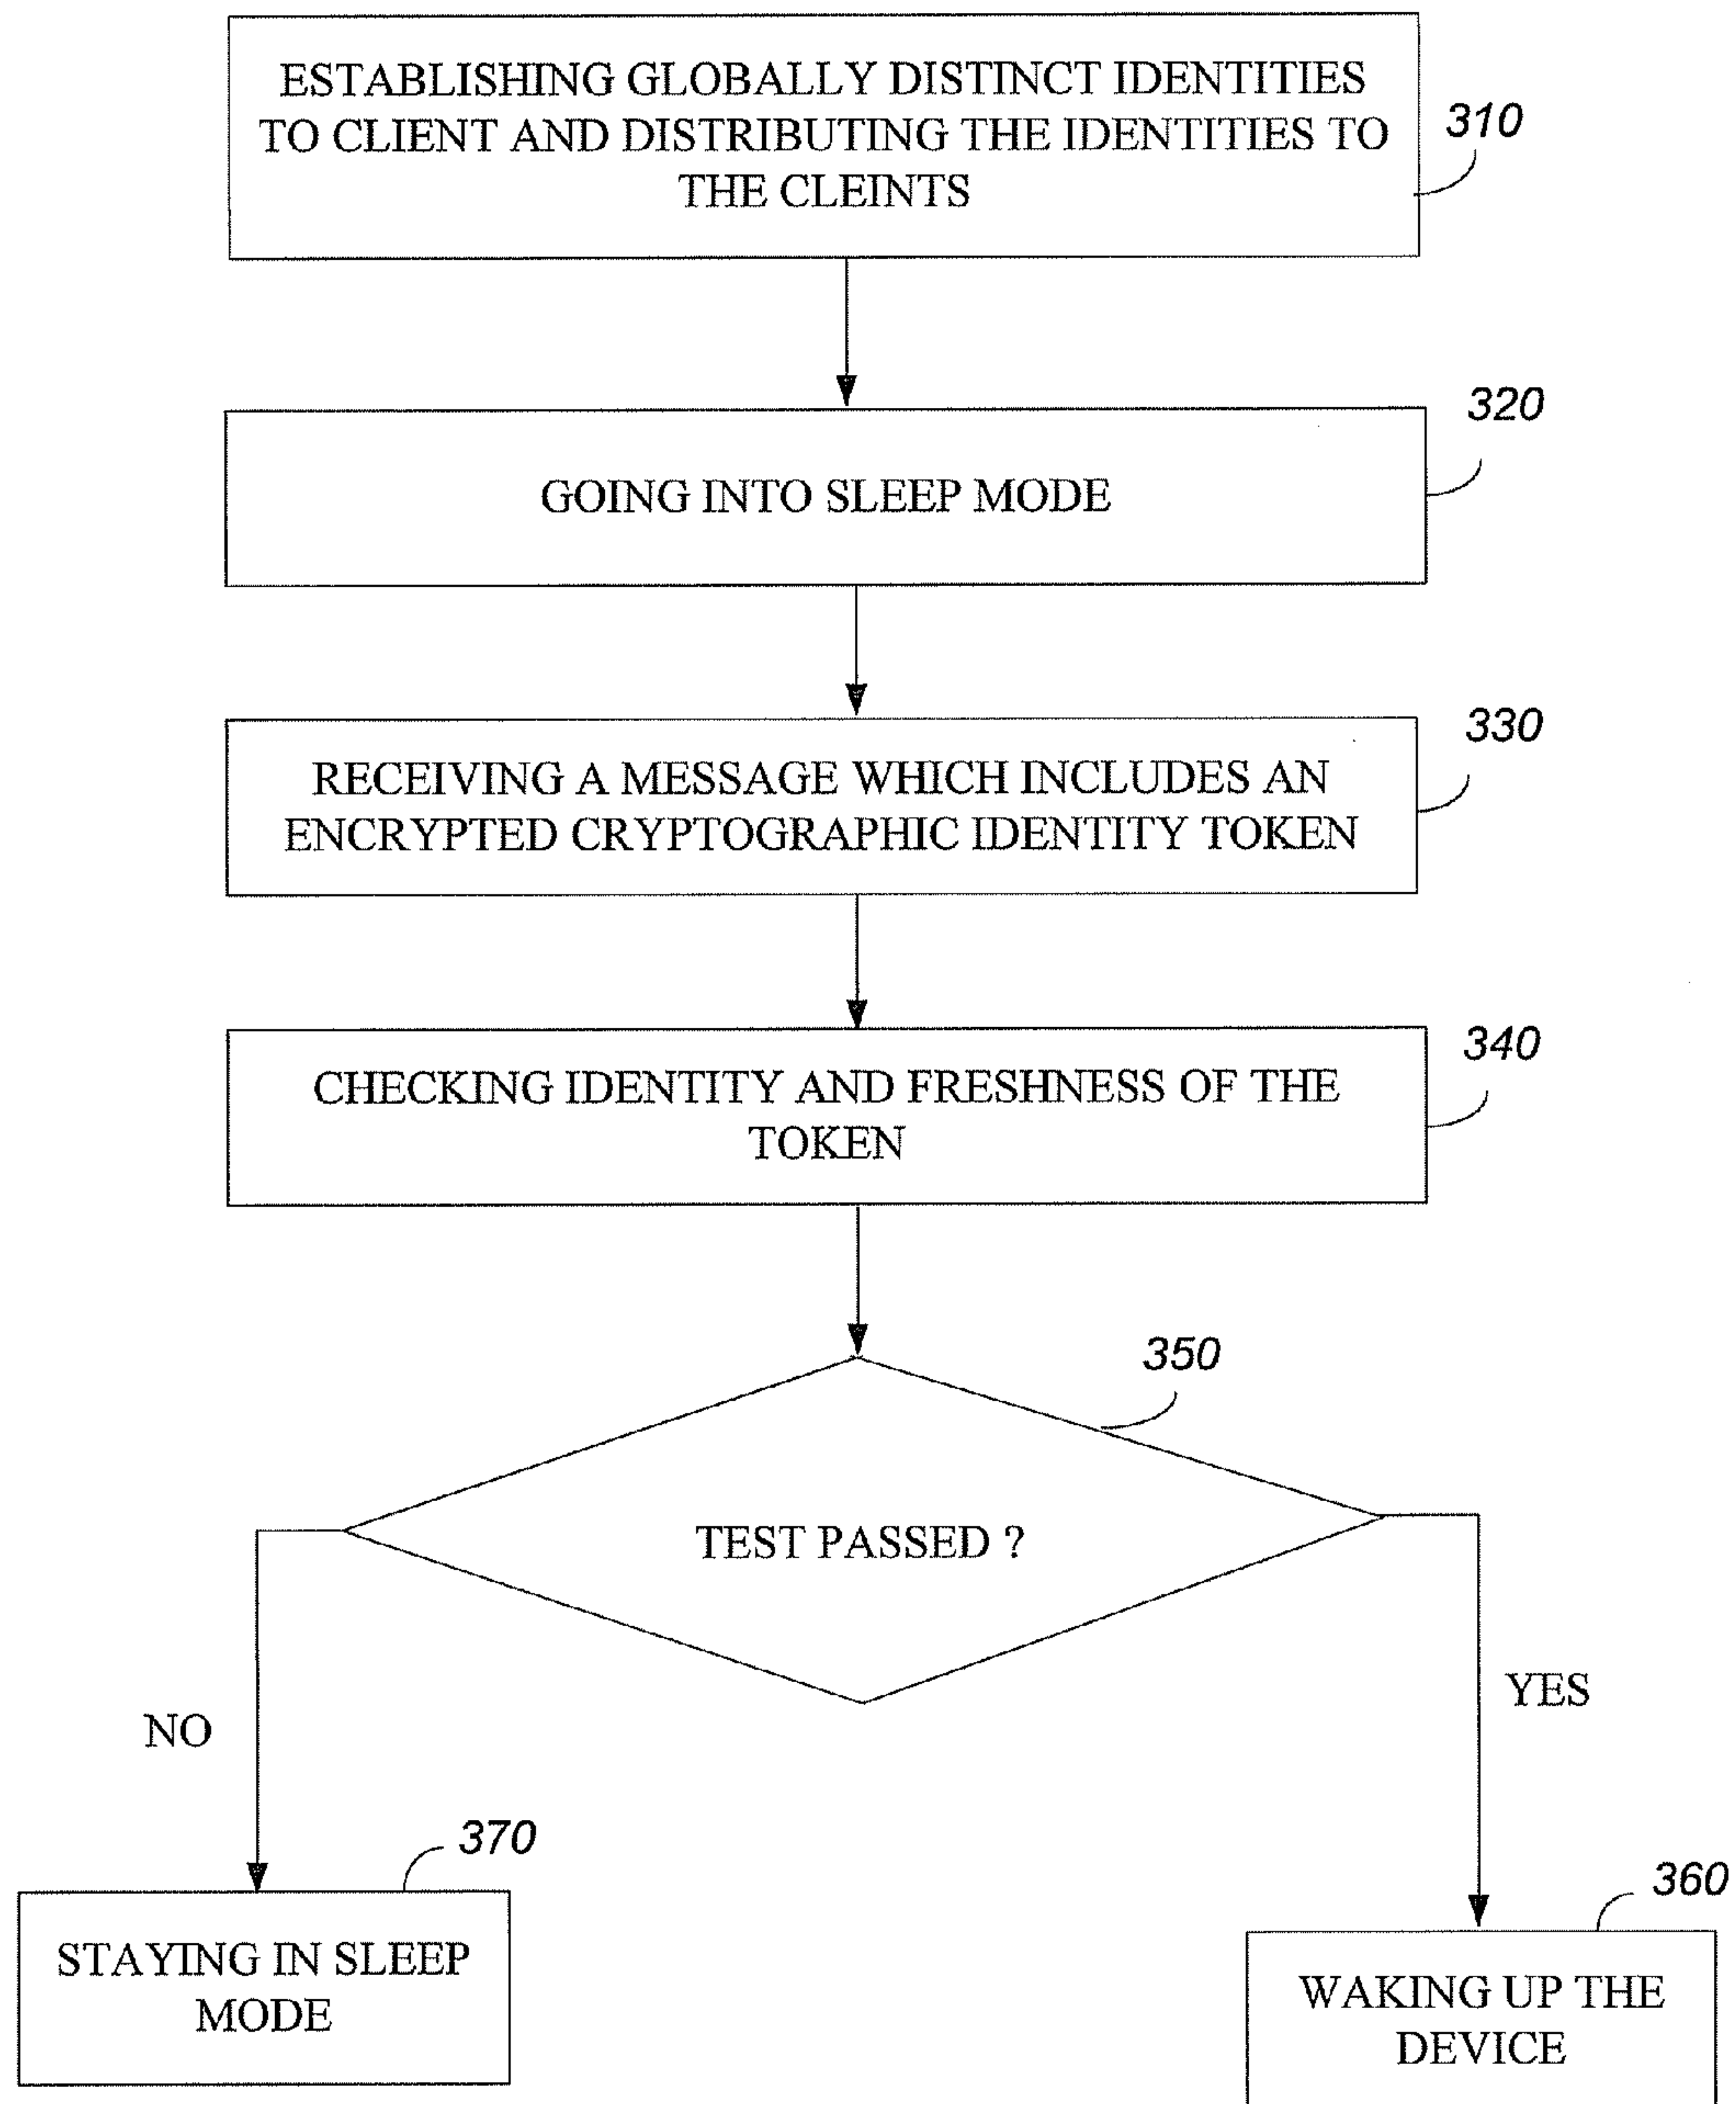 ESTABLISHING GLOBALLY DISTINCT IDENTITIES
TO CLIENT AND DISTRIBUTING THE IDENTITIES TO
THE CLEINTS
310
GOING INTO SLEEP MODE
320
RECEIVING A MESSAGE WHICH INCLUDES AN
ENCRYPTED CRYPTOGRAPHIC IDENTITY TOKEN
330
CHECKING IDENTITY AND FRESHNESS OF THE
TOKEN
340
350
TEST PASSED ?
NO
YES
370
STAYING IN SLEEP
MODE
360
WAKING UP THE
DEVICE